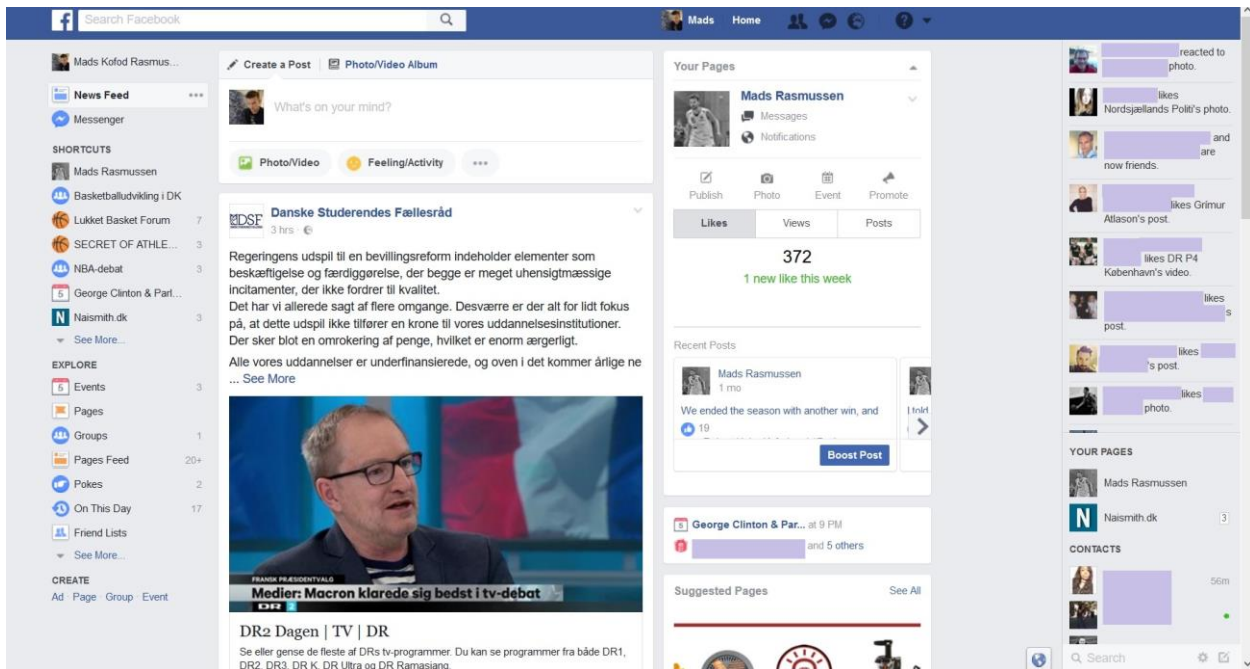 Search Facebook
Mads Home
Mads Kofod Rasmus...
News Feed
Messenger
SHORTCUTS
Mads Rasmussen
Basketballudvikling i DK
Lukket Basket Forum 7
SECRET OF ATHLE... 3
NBA-debat 3
George Clinton & Parl...
Naismith.dk 3
See More...
EXPLORE
Events 3
Pages
Groups 1
Pages Feed 20+
Pokes 2
On This Day 17
Friend Lists
See More...
CREATE
Ad · Page · Group · Event
Create a Post
Photo/Video Album
What's on your mind?
Photo/Video
Feeling/Activity
MDSF
Danske Studerendes Fællesråd
3 hrs ·
Regeringens udspil til en bevillingsreform indeholder elementer som
beskæftigelse og færdiggørelse, der begge er meget uhensigtmæssige
incitamenter, der ikke fordrer til kvalitet.
Det har vi allerede sagt af flere omgange. Desværre er der alt for lidt fokus
på, at dette udspil ikke tilfører en krone til vores uddannelsesinstitutioner.
Der sker blot en omrokering af penge, hvilket er enorm ærgerligt.
Alle vores uddannelser er underfinansierede, og oven i det kommer årlige ne
... See More
FRANSK PRÆSIDENTVALG
Medier: Macron klarede sig bedst i tv-debat
DR 2
DR2 Dagen | TV | DR
Se eller gense de fleste af DRs tv-programmer. Du kan se programmer fra både DR1,
DR2, DR3, DR K, DR Ultra og DR Ramasjang.
Your Pages
Mads Rasmussen
Messages
Notifications
Publish Photo Event Promote
Likes Views Posts
372
1 new like this week
Recent Posts
Mads Rasmussen
1 mo
We ended the season with another win, and
19
Boost Post
I told
George Clinton & Par... at 9 PM
and 5 others
Suggested Pages See All
reacted to
photo.
likes
Nordsjællands Politi's photo.
and
are
now friends.
likes Grímur
Atlason's post.
likes DR P4
København's video.
likes
s
post.
likes
's post.
likes
photo.
YOUR PAGES
Mads Rasmussen
Naismith.dk 3
CONTACTS
56m
Search